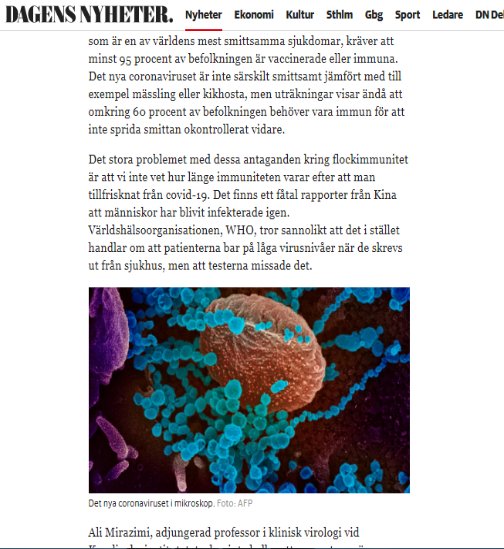 DAGENS NYHETER. Nyheter Ekonomi Kultur Sthlm Gbg Sport Ledare DN De
som är en av världens mest smittsamma sjukdomar, kräver att
minst 95 procent av befolkningen är vaccinerade eller immuna.
Det nya coronaviruset är inte särskilt smittsamt jämfört med till
exempel mässling eller kikhosta, men uträkningar visar ändå att
omkring 60 procent av befolkningen behöver vara immun för att
inte sprida smittan okontrollerat vidare.
Det stora problemet med dessa antaganden kring flockimmunitet
är att vi inte vet hur länge immuniteten varar efter att man
tillfrisknat från covid-19. Det finns ett fåtal rapporter från Kina
att människor har blivit infekterade igen.
Världshälsoorganisationen, WHO, tror sannolikt att det i stället
handlar om att patienterna bar på låga virusnivåer när de skrevs
ut från sjukhus, men att testerna missade det.
Det nya coronaviruset i mikroskop. Foto: AFP
Ali Mirazimi, adjungerad professor i klinisk virologi vid